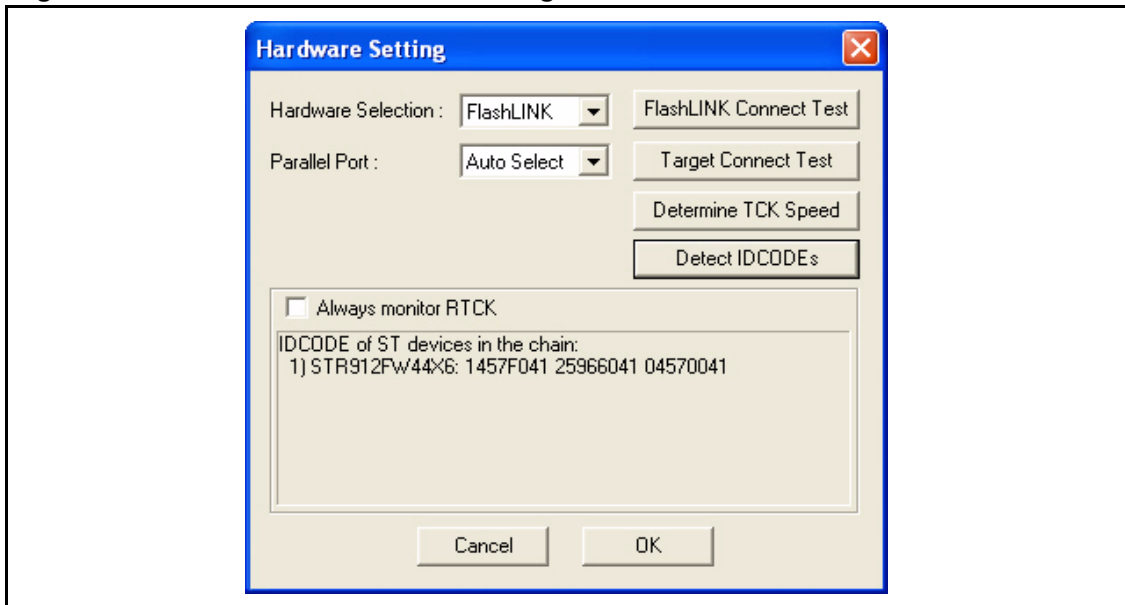 Hardware Setting
Hardware Selection :
FlashLINK
FlashLINK Connect Test
Parallel Port :
Auto Select
Target Connect Test
Determine TCK Speed
Detect IDCODEs
Always monitor RTCK
IDCODE of ST devices in the chain:
1) STR912FW44X6: 1457F041 25966041 04570041
Cancel
OK